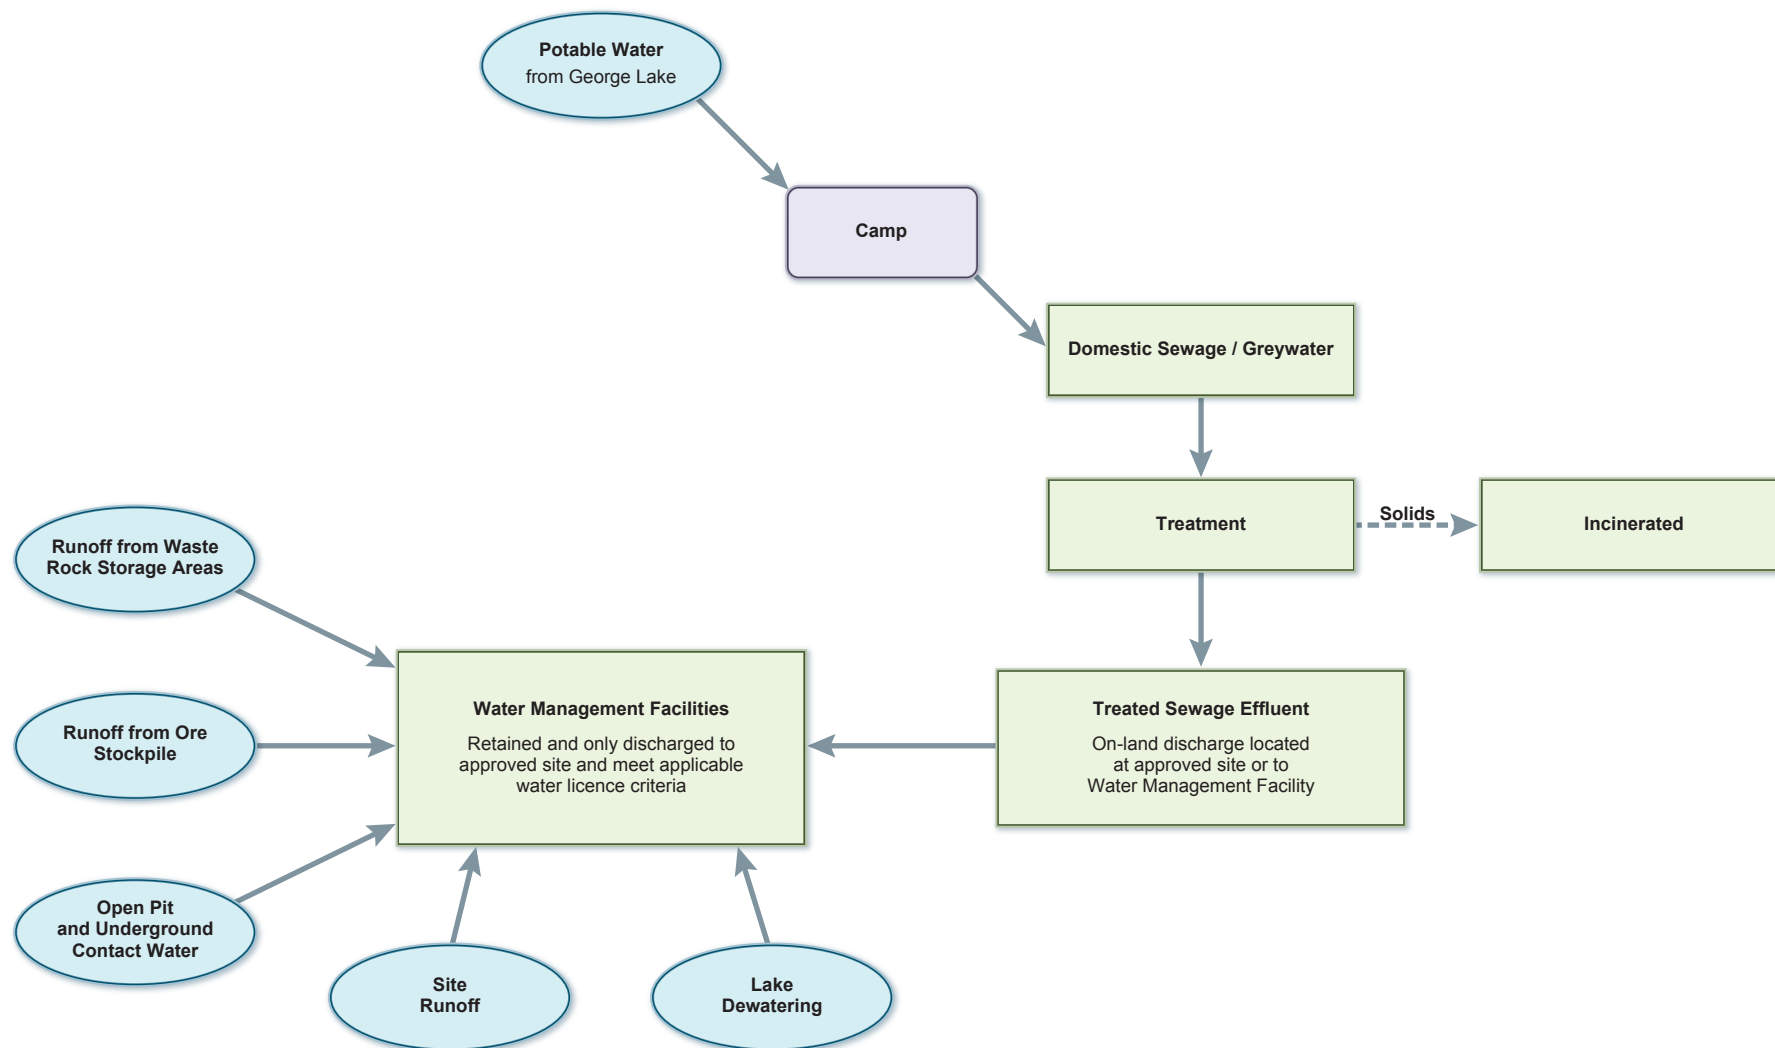 Potable Water
from George Lake
Camp
Domestic Sewage / Greywater
Treatment
Solids
Incinerated
Runoff from Waste
Rock Storage Areas
Water Management Facilities
Retained and only discharged to
approved site and meet applicable
water licence criteria
Treated Sewage Effluent
On-land discharge located
at approved site or to
Water Management Facility
Runoff from Ore
Stockpile
Open Pit
and Underground
Contact Water
Site
Runoff
Lake
Dewatering